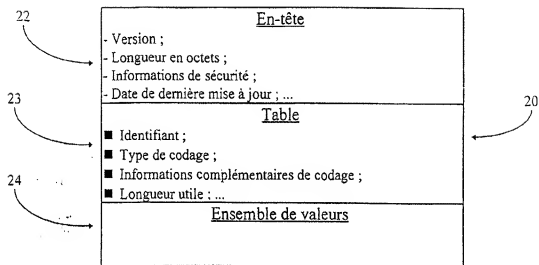 22
En-tête
- Version ;
- Longueur en octets ;
- Informations de sécurité ;
- Date de dernière mise à jour ; ...
23
Table
20
■ Identifiant ;
■ Type de codage ;
■ Informations complémentaires de codage ;
■ Longueur utile ; ...
24
Ensemble de valeurs